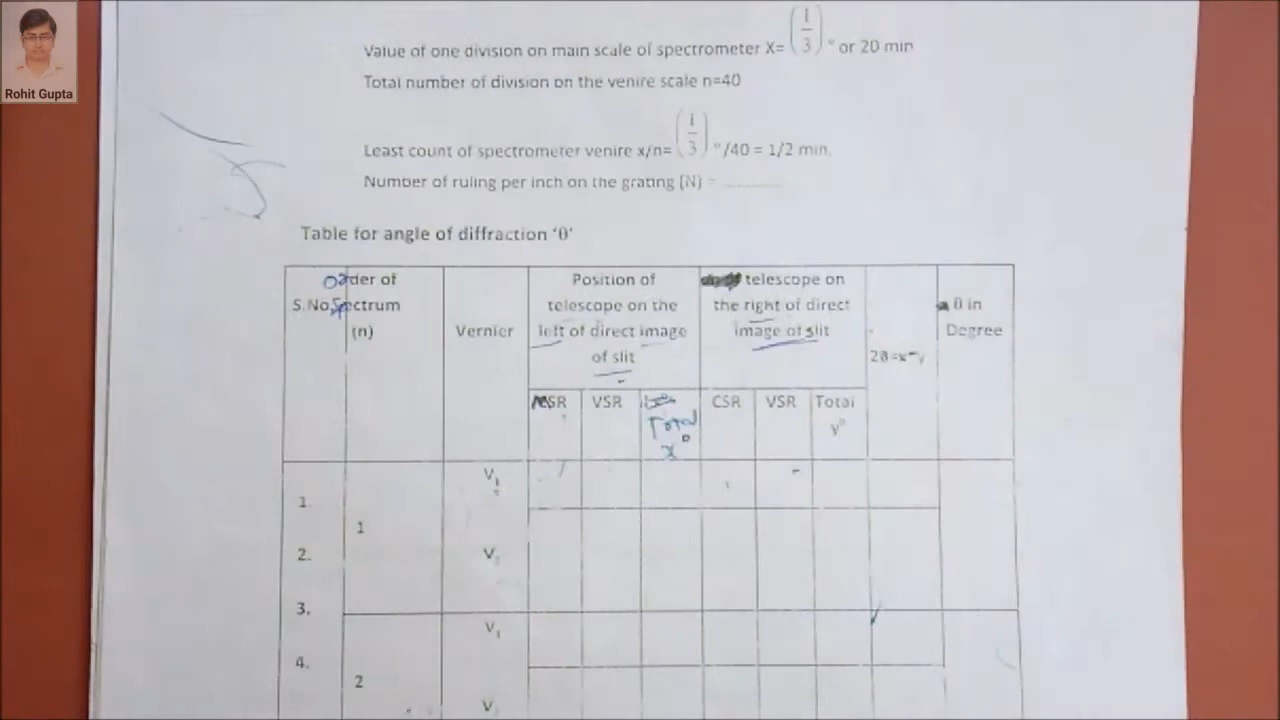 Rohit Gupta
Value of one division on main scale of spectrometer X= (1/3)° or 20 min
Total number of division on the venire scale n=40
Least count of spectrometer venire x/n= (1/3)°/40 = 1/2 min.
Number of ruling per inch on the grating (N) = ..........
Table for angle of diffraction ‘θ’
S.No
Order of
Spectrum
(n)
Vernier
Position of
telescope on the
left of direct image
of slit
telescope on
the right of direct
image of slit
2θ=x-y
θ in
Degree
MSR VSR Total x° CSR VSR Total y°
1.
1
V1
2.
V2
3.
V1
4.
2
V